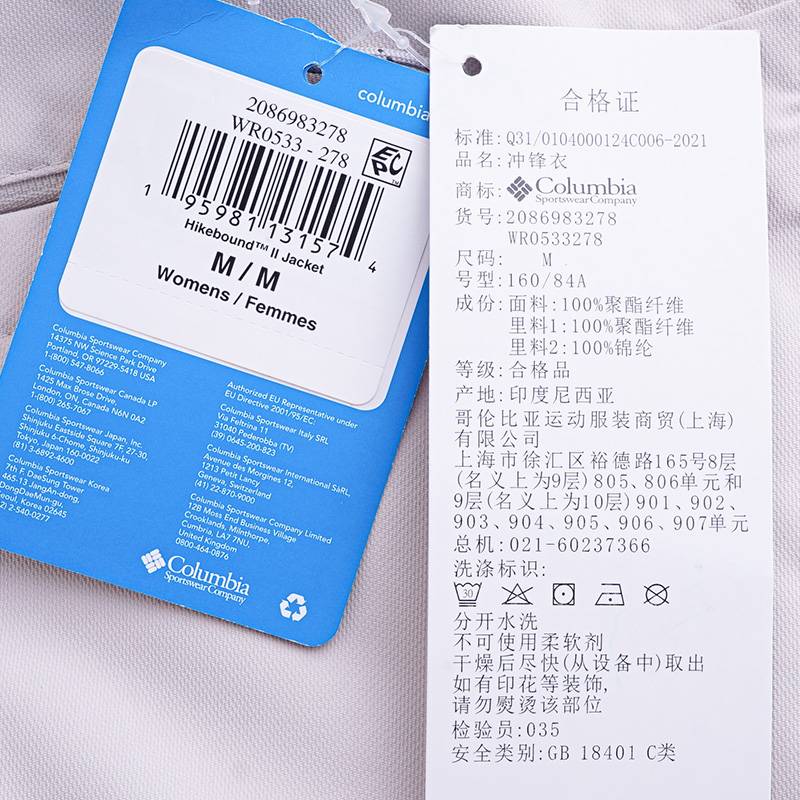 columbia
2086983278
WR0533 - 278
EPC™
1 95981 13157 4
Hikebound™ II Jacket
M / M
Womens / Femmes
Columbia Sportswear Company
14375 NW Science Park Drive
Portland, OR 97229-5418 USA
1-(800) 547-8066
Columbia Sportswear Canada LP
1425 Max Brose Drive,
London, ON, Canada N6N 0A2
1-(800) 265-7067
Columbia Sportswear Japan, Inc.
Shinjuku Eastside Square 7F, 27-30,
Shinjuku 6-Chome, Shinjuku-ku
Tokyo, Japan 160-0022
(81) 3-6892-4600
Columbia Sportswear Korea
7th F, DaeSung Tower
465-13 JangAn-dong,
DongDaeMun-gu,
Seoul, Korea 02645
2) 2-540-0277
Authorized EU Representative under
EU Directive 2001/95/EC:
Columbia Sportswear Italy SRL
Via Feltrina II
31040 Pederobba (TV)
(39) 0645-200-823
Columbia Sportswear International SàRL,
Avenue des Morgines 12,
1213 Petit Lancy
Geneva, Switzerland
(41) 22-870-9000
Columbia Sportswear Company Limited
12B Moss End Business Village
Crooklands, Milnthorpe,
Cumbria, LA7 7NU,
United Kingdom
0800-464-0876
Columbia
Sportswear Company
合格证
标准: Q31/0104000124C006-2021
品名: 冲锋衣
商标: Columbia
Sportswear Company
货号: 2086983278
WR0533278
尺码: M
号型: 160/84A
成份: 面料: 100%聚酯纤维
里料1: 100%聚酯纤维
里料2: 100%锦纶
等级: 合格品
产地: 印度尼西亚
哥伦比亚运动服装商贸(上海)
有限公司
上海市徐汇区裕德路165号8层
(名义上为9层) 805、806单元和
9层(名义上为10层) 901、902、
903、904、905、906、907单元
总机: 021-60237366
洗涤标识:
30
分开水洗
不可使用柔软剂
干燥后尽快(从设备中)取出
如有印花等装饰,
请勿熨烫该部位
检验员: 035
安全类别: GB 18401 C类